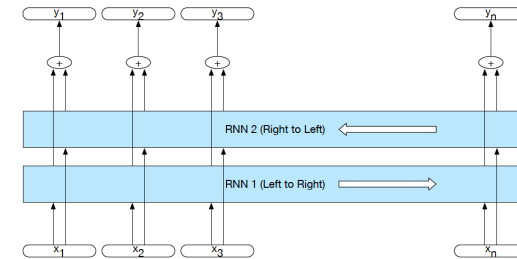 y1 y2 y3 yn
+ + + +
RNN 2 (Right to Left)
RNN 1 (Left to Right)
x1 x2 x3 xn